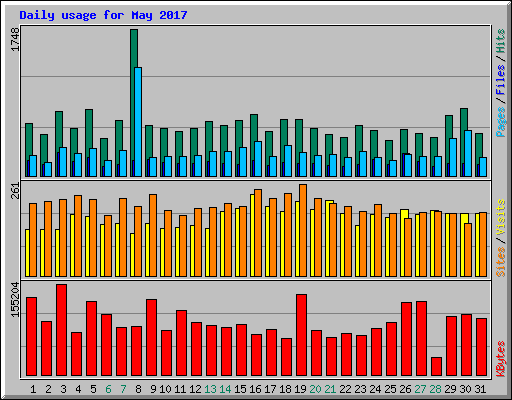 Daily usage for May 2017
1748
Pages / Files / Hits
261
Sites / Visits
155204
KBytes
1 2 3 4 5 6 7 8 9 10 11 12 13 14 15 16 17 18 19 20 21 22 23 24 25 26 27 28 29 30 31